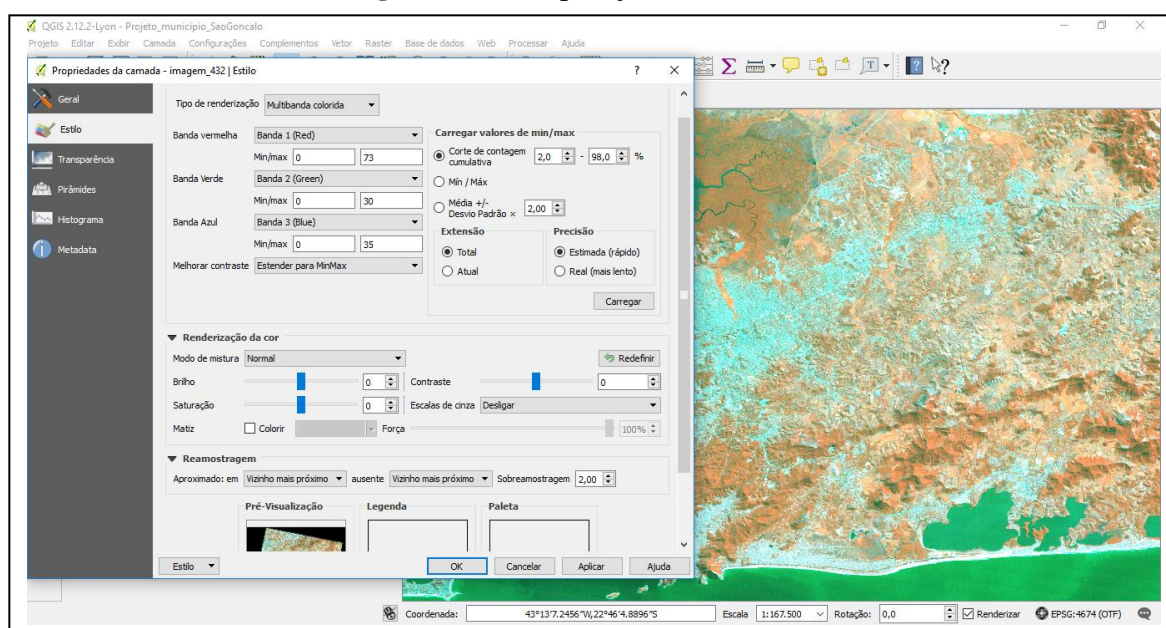 QGIS 2.12.2-Lyon - Projeto_municipio_SaoGoncalo
Projeto Editar Exibir Camada Configurações Complementos Vetor Raster Base de dados Web Processar Ajuda
Propriedades da camada - imagem_432 | Estilo ? ×
Geral
Estilo
Transparência
Pirâmides
Histograma
Metadata
Tipo de renderização Multibanda colorida
Banda vermelha Banda 1 (Red)
Min/max 0 73
Banda Verde Banda 2 (Green)
Min/max 0 30
Banda Azul Banda 3 (Blue)
Min/max 0 35
Melhorar contraste Estender para MinMax
Carregar valores de min/max
Corte de contagem cumulativa 2,0 - 98,0 %
Mín / Máx
Média +/-
Desvio Padrão × 2,00
Extensão
Total
Atual
Precisão
Estimada (rápido)
Real (mais lento)
Carregar
Renderização da cor
Modo de mistura Normal Redefinir
Brilho 0 Contraste 0
Saturação 0 Escalas de cinza Desligar
Matiz Colorir Força 100%
Reamostragem
Aproximado: em Vizinho mais próximo ausente Vizinho mais próximo Sobreamostragem 2,00
Pré-Visualização Legenda Paleta
Estilo OK Cancelar Aplicar Ajuda
Coordenada: 43°13'7.2456"W,22°46'4.8896"S Escala 1:167.500 Rotação: 0,0 Renderizar EPSG:4674 (OTF)